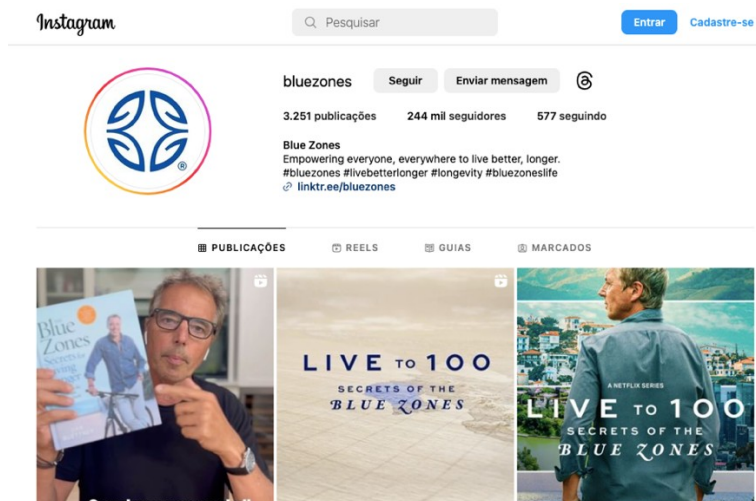 Instagram
Pesquisar
Entrar
Cadastre-se
bluezones
Seguir
Enviar mensagem
3.251 publicações
244 mil seguidores
577 seguindo
Blue Zones
Empowering everyone, everywhere to live better, longer.
#bluezones #livebetterlonger #longevity #bluezoneslife
linktr.ee/bluezones
PUBLICAÇÕES
REELS
GUIAS
MARCADOS
Blue
Zones
Secrets for
LIVE TO 100
SECRETS OF THE
BLUE ZONES
A NETFLIX SERIES
LIVE TO 100
SECRETS OF THE
BLUE ZONES